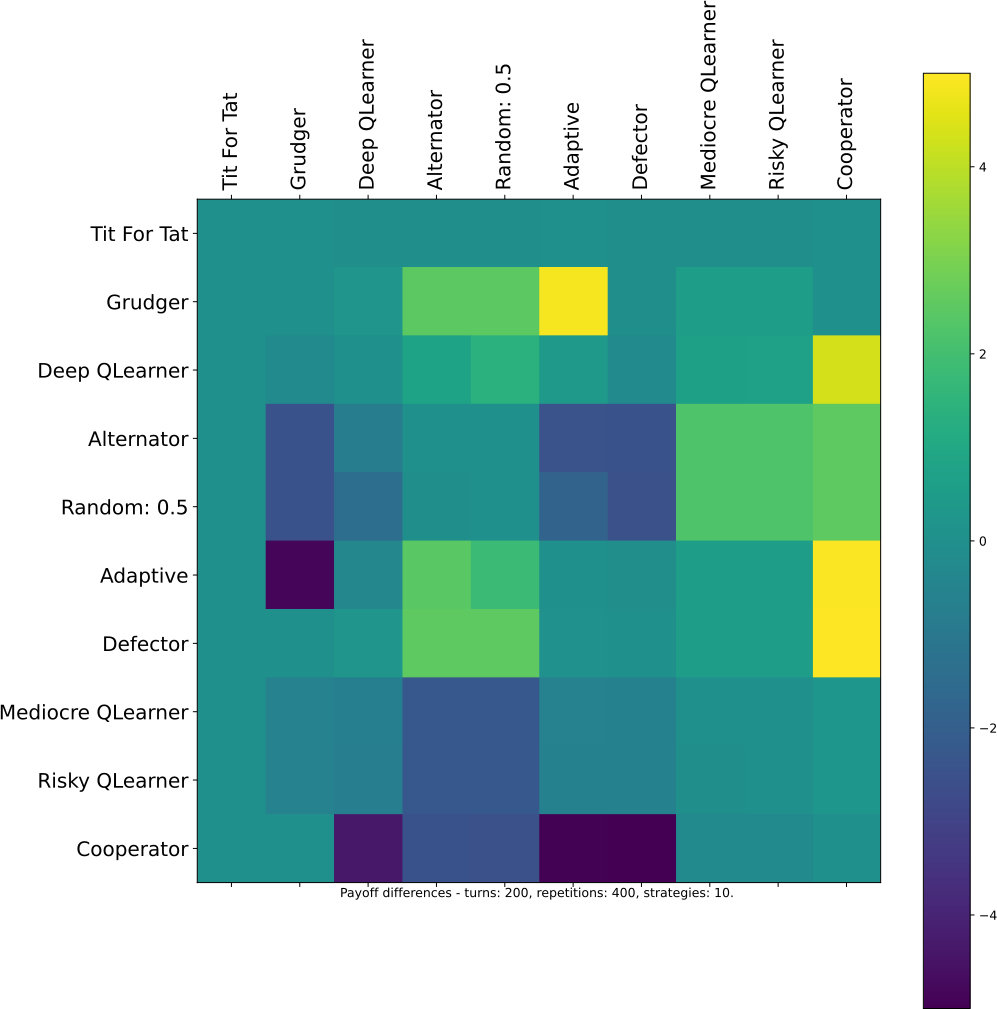 Tit For Tat
Grudger
Deep QLearner
Alternator
Random: 0.5
Adaptive
Defector
Mediocre QLearner
Risky QLearner
Cooperator
Tit For Tat
Grudger
Deep QLearner
Alternator
Random: 0.5
Adaptive
Defector
Mediocre QLearner
Risky QLearner
Cooperator
Payoff differences - turns: 200, repetitions: 400, strategies: 10.
4
2
0
−2
−4